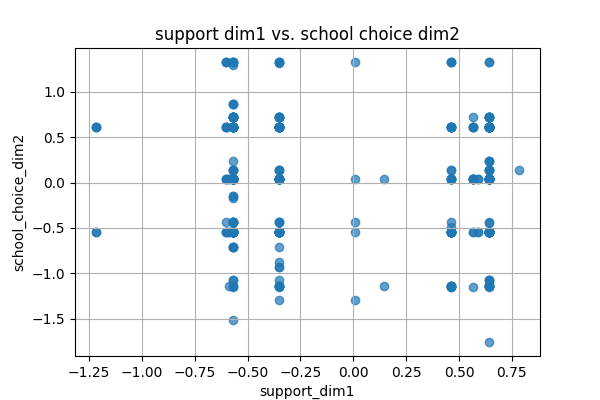 support dim1 vs. school choice dim2
school_choice_dim2
1.0
0.5
0.0
−0.5
−1.0
−1.5
−1.25 −1.00 −0.75 −0.50 −0.25 0.00 0.25 0.50 0.75
support_dim1